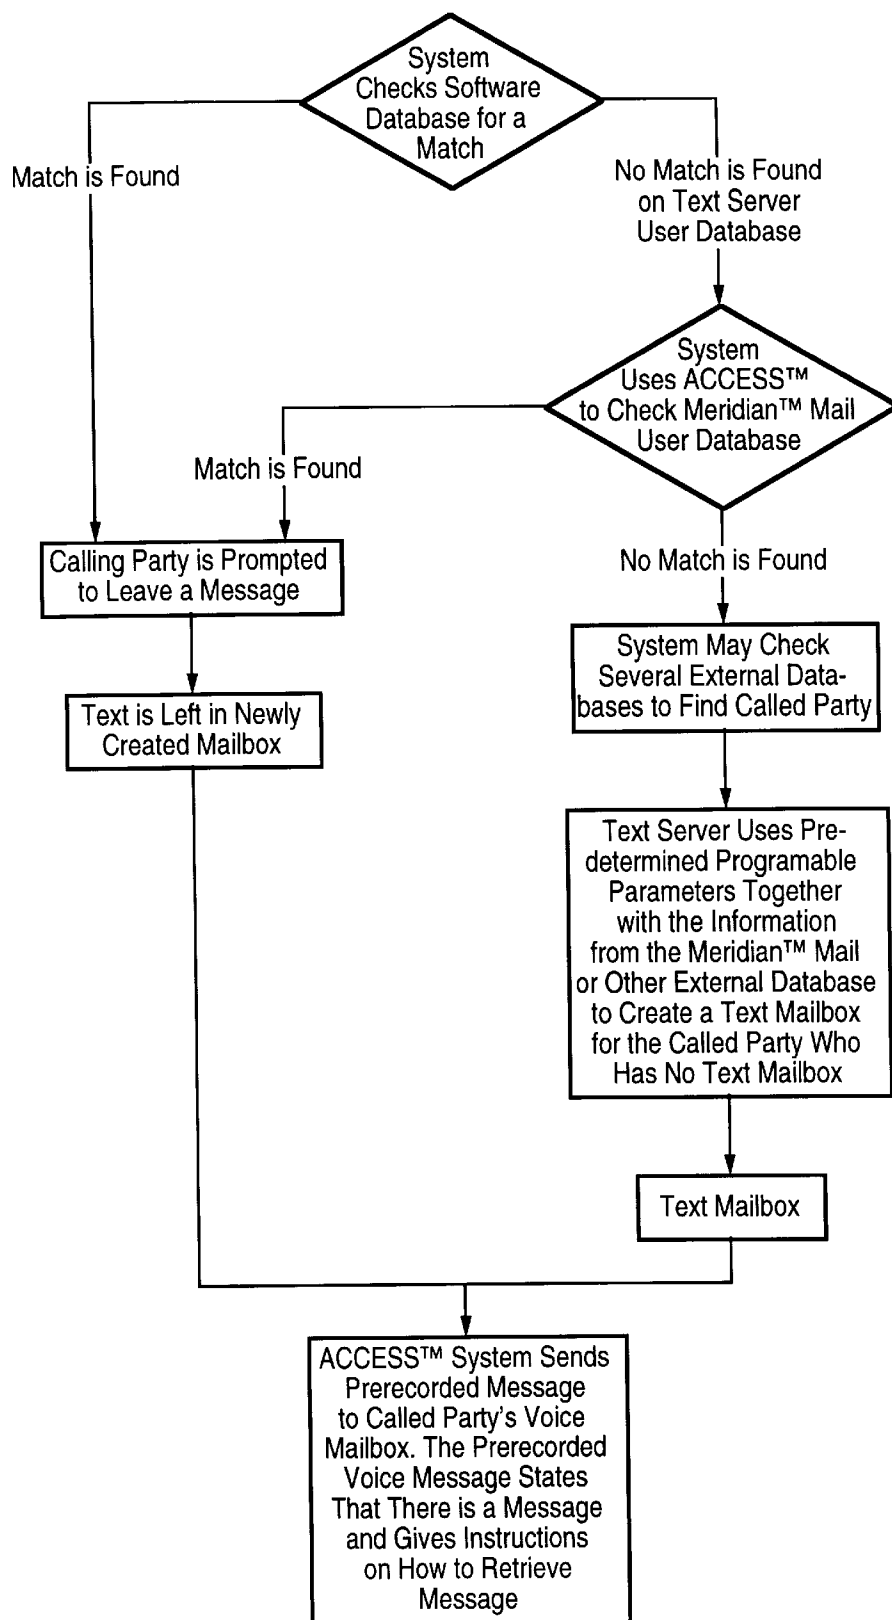 System
Checks Software
Database for a
Match
Match is Found
No Match is Found
on Text Server
User Database
System
Uses ACCESS™
to Check Meridian™ Mail
User Database
Match is Found
No Match is Found
Calling Party is Prompted
to Leave a Message
System May Check
Several External Data-
bases to Find Called Party
Text is Left in Newly
Created Mailbox
Text Server Uses Pre-
determined Programable
Parameters Together
with the Information
from the Meridian™ Mail
or Other External Database
to Create a Text Mailbox
for the Called Party Who
Has No Text Mailbox
Text Mailbox
ACCESS™ System Sends
Prerecorded Message
to Called Party's Voice
Mailbox. The Prerecorded
Voice Message States
That There is a Message
and Gives Instructions
on How to Retrieve
Message